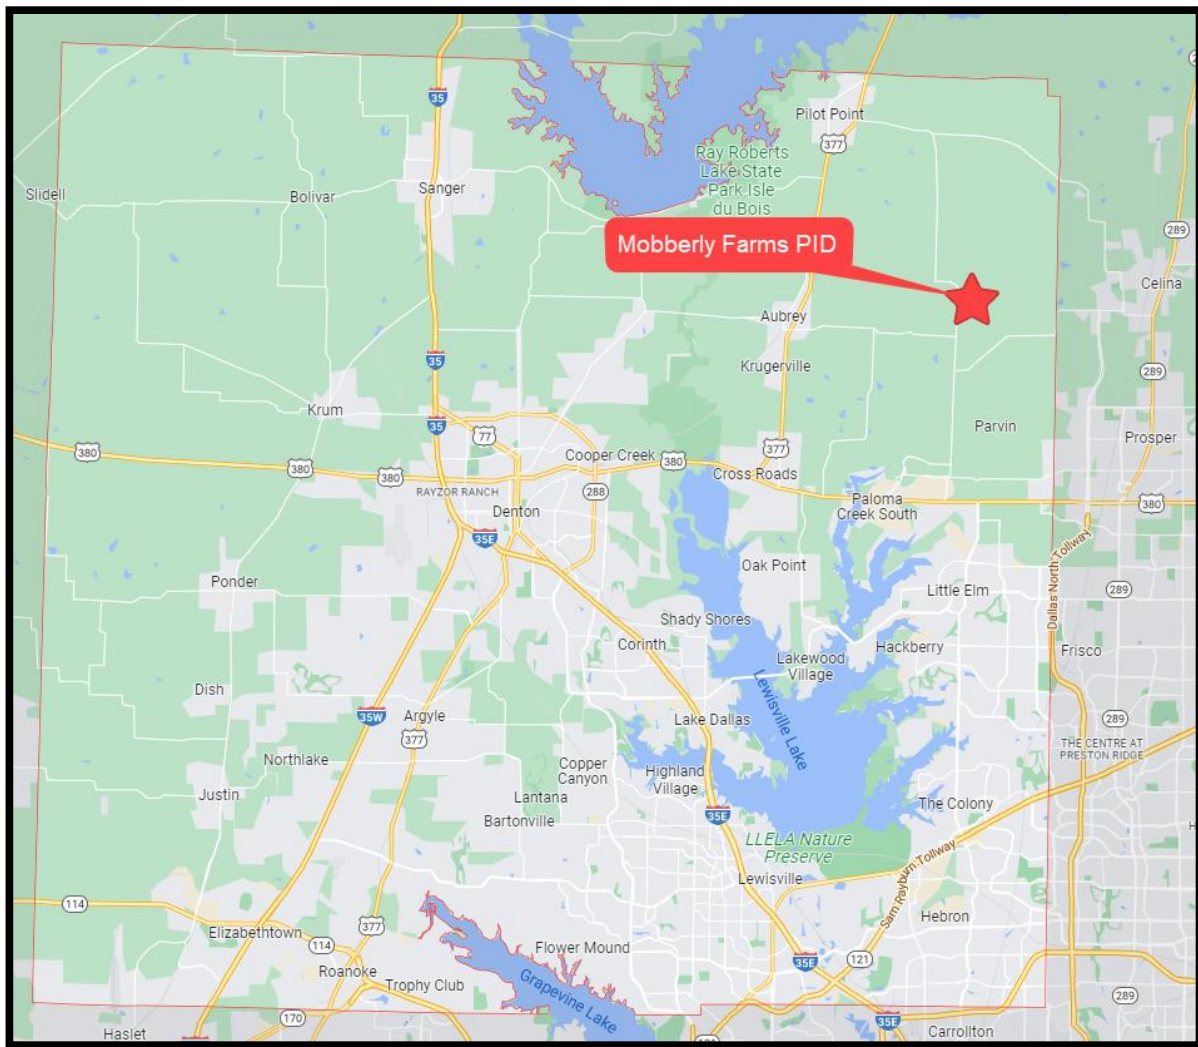 35
Pilot Point
377
Ray Roberts
Lake State
Park Isle
du Bois
Sanger
Slidell
Bolivar
289
Mobberly Farms PID
Celina
Aubrey
35
Krugerville
289
Krum
35
77
Parvin
Prosper
380
377
Cooper Creek
380
380
380
Cross Roads
RAYZOR RANCH
288
Paloma
Creek South
380
Denton
35E
Dallas North Tollway
Oak Point
Ponder
Little Elm
289
Shady Shores
Corinth
Hackberry
Frisco
Lakewood
Village
Dish
Lewisville Lake
35W
Argyle
Lake Dallas
289
377
THE CENTRE AT
PRESTON RIDGE
Northlake
Copper
Canyon
Highland
Village
Justin
Lantana
The Colony
Bartonville
35E
LLELA Nature
Preserve
Lewisville
Sam Rayburn Tollway
114
377
Hebron
Elizabethtown
114
Flower Mound
121
35E
Roanoke
Trophy Club
Grapevine Lake
289
170
35E
Haslet
Carrollton